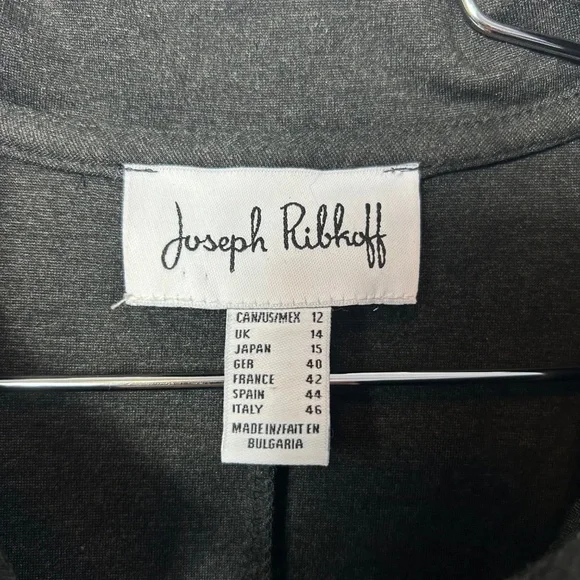 Joseph Ribkoff
CAN/US/MEX 12
UK 14
JAPAN 15
GER 40
FRANCE 42
SPAIN 44
ITALY 46
MADE IN/FAIT EN
BULGARIA